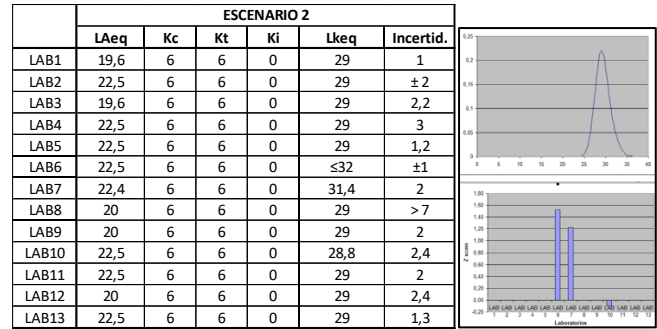 ESCENARIO 2
LAeq Kc Kt Ki Lkeq Incertid.
LAB1 19,6 6 6 0 29 1
LAB2 22,5 6 6 0 29 ± 2
LAB3 19,6 6 6 0 29 2,2
LAB4 22,5 6 6 0 29 3
LAB5 22,5 6 6 0 29 1,2
LAB6 22,5 6 6 0 ≤32 ±1
LAB7 22,4 6 6 0 31,4 2
LAB8 20 6 6 0 29 > 7
LAB9 20 6 6 0 29 2
LAB10 22,5 6 6 0 28,8 2,4
LAB11 22,5 6 6 0 29 2
LAB12 20 6 6 0 29 2,4
LAB13 22,5 6 6 0 29 1,3
0,25
0,2
0,15
0,1
0,05
0
0 5 10 15 20 25 30 35 40
1,80
1,60
1,40
1,20
1,00
0,80
0,60
0,40
0,20
0,00
-0,20
Z score
LAB LAB LAB LAB LAB LAB LAB LAB LAB LAB LAB LAB LAB
1 2 3 4 5 6 7 8 9 10 11 12 13
Laboratorios